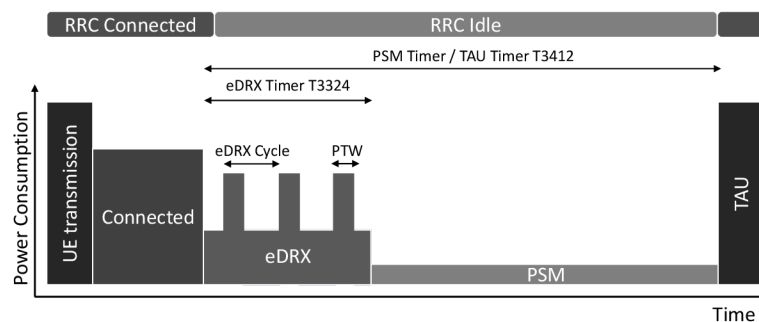 RRC Connected
RRC Idle
PSM Timer / TAU Timer T3412
eDRX Timer T3324
eDRX Cycle
PTW
Power Consumption
UE transmission
Connected
eDRX
PSM
TAU
Time